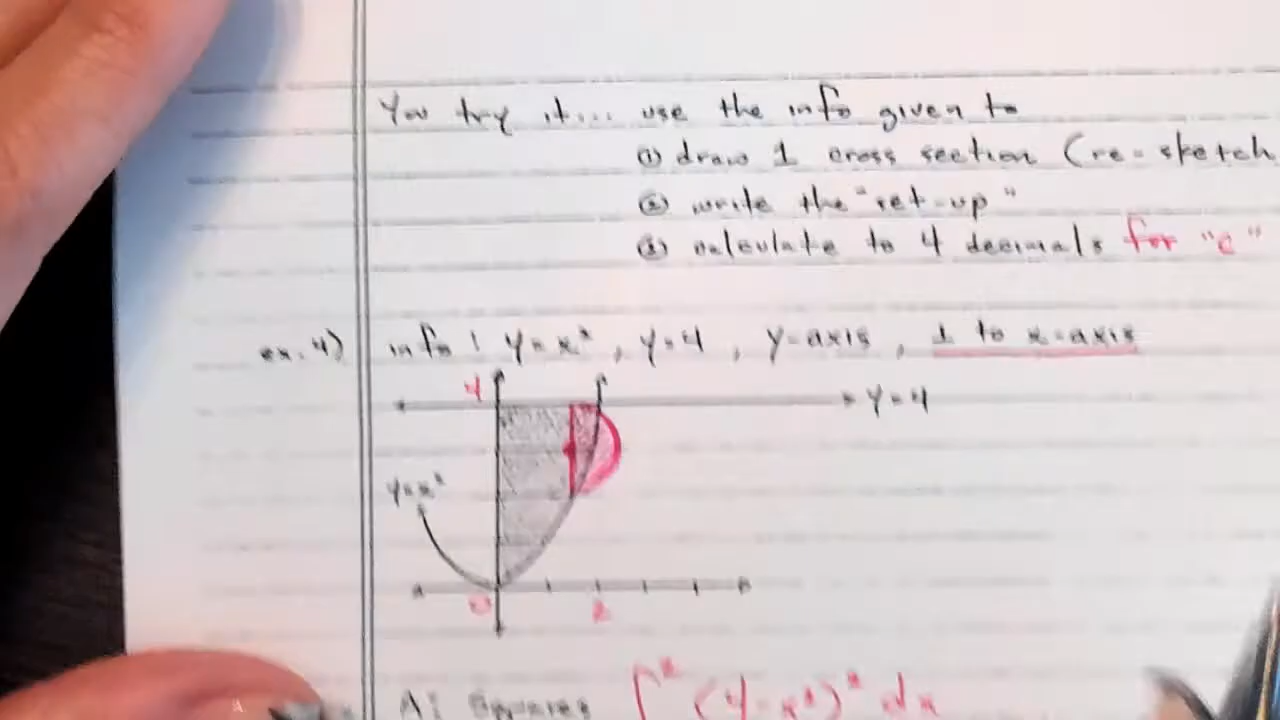 You try it... use the info given to
① draw 1 cross section (re-sketch
② write the "set-up"
③ calculate to 4 decimals for "c"
ex. 4) info: y=x², y=4, y-axis, ⊥ to x-axis
4
y=4
y=x²
0 2
A: Squares ∫² (4-x²)² dx